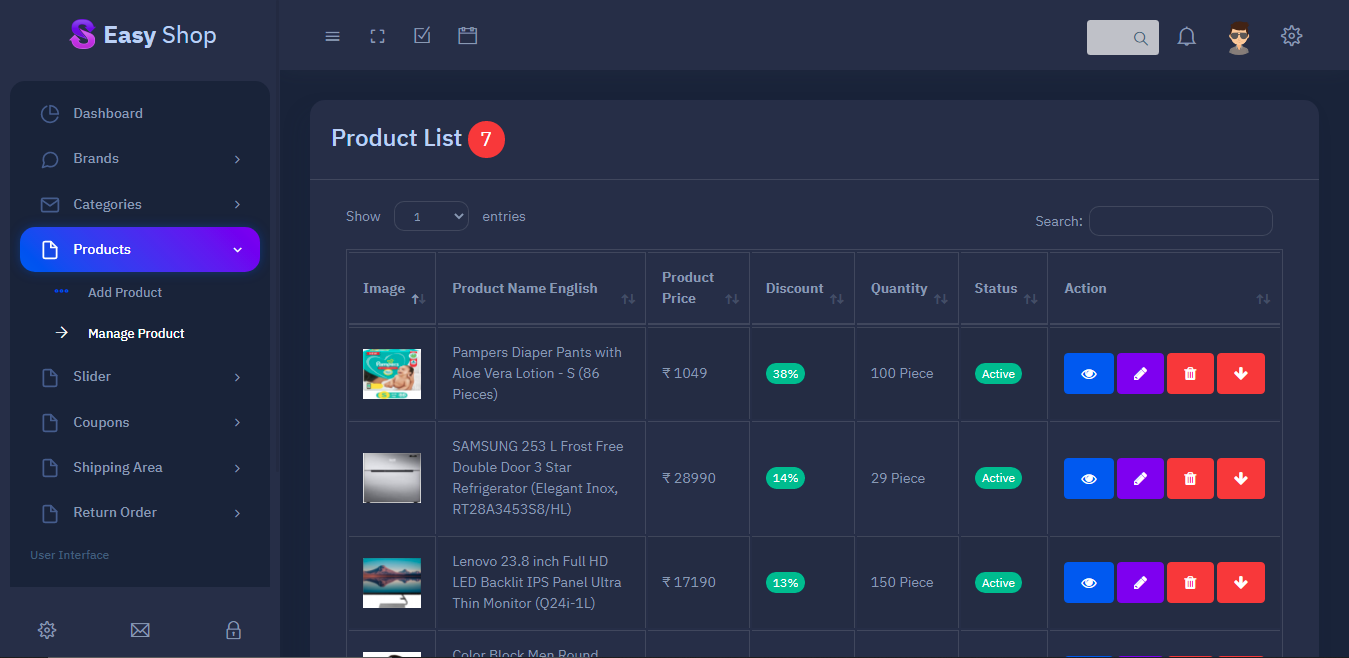 Easy Shop
Dashboard
Brands
Categories
Products
Add Product
Manage Product
Slider
Coupons
Shipping Area
Return Order
User Interface
Product List 7
Show 1 entries
Search:
Image
Product Name English
Product
Price
Discount
Quantity
Status
Action
Pampers Diaper Pants with
Aloe Vera Lotion - S (86
Pieces)
₹ 1049
38%
100 Piece
Active
SAMSUNG 253 L Frost Free
Double Door 3 Star
Refrigerator (Elegant Inox,
RT28A3453S8/HL)
₹ 28990
14%
29 Piece
Active
Lenovo 23.8 inch Full HD
LED Backlit IPS Panel Ultra
Thin Monitor (Q24i-1L)
₹ 17190
13%
150 Piece
Active
Color Block Men Round